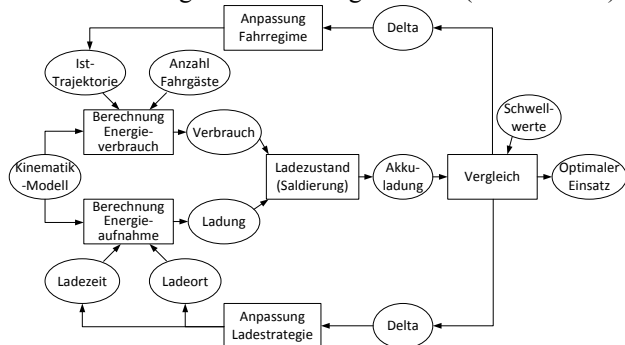 Anpassung
Fahrregime
Delta
Ist-
Trajektorie
Anzahl
Fahrgäste
Schwell-
werte
Berechnung
Energie-
verbrauch
Verbrauch
Kinematik
-Modell
Ladezustand
(Saldierung)
Akku-
ladung
Vergleich
Optimaler
Einsatz
Berechnung
Energie-
aufnahme
Ladung
Ladezeit
Ladeort
Anpassung
Ladestrategie
Delta